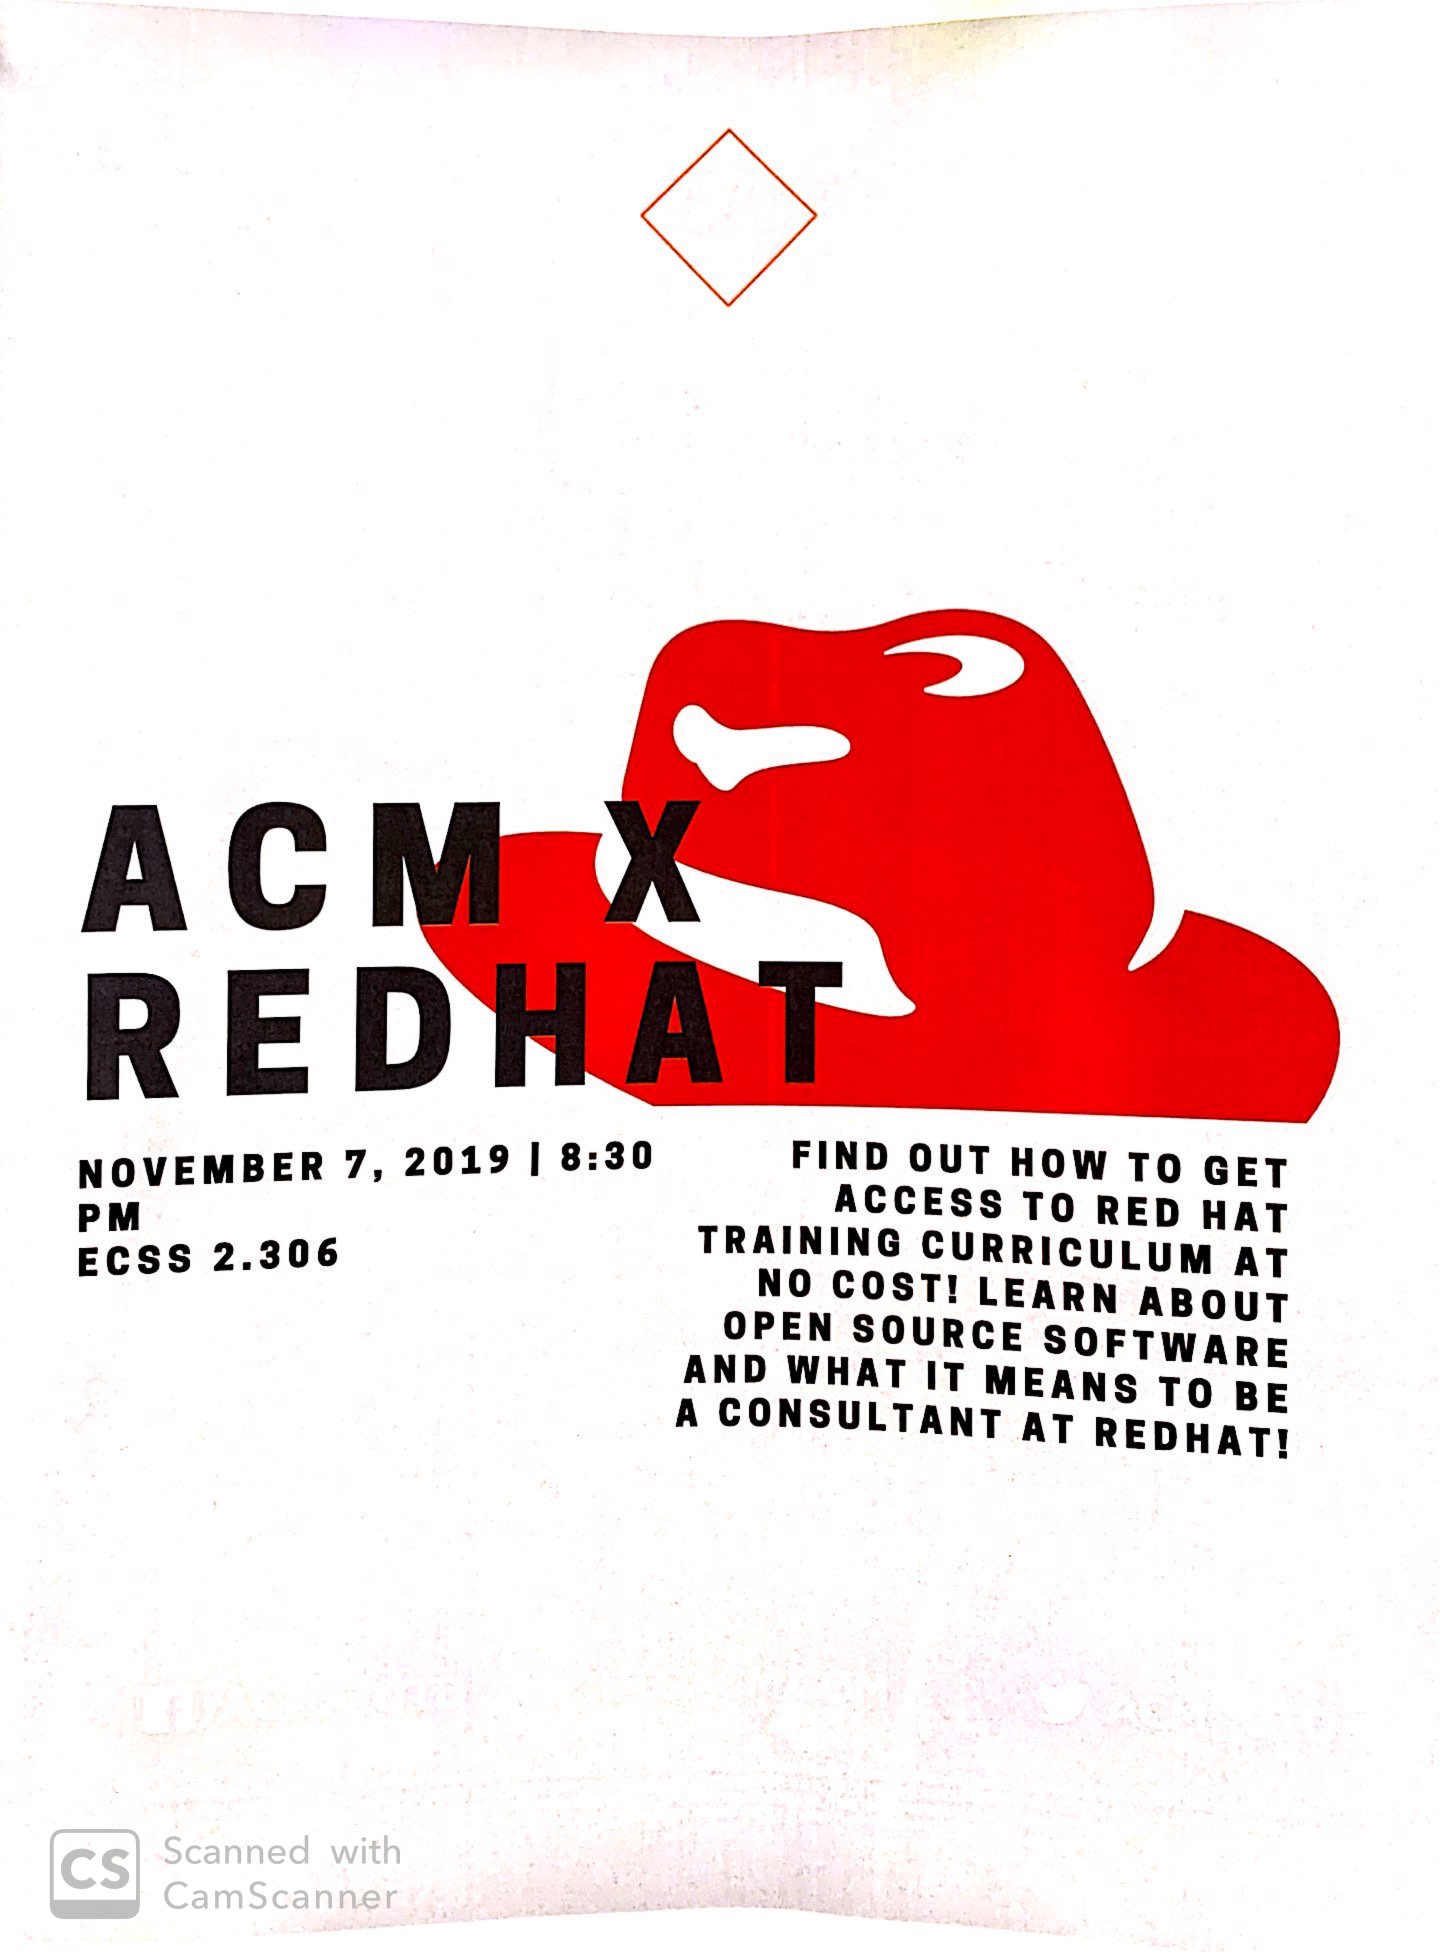 ACM X
REDHAT
NOVEMBER 7, 2019 | 8:30
PM
ECSS 2.306
FIND OUT HOW TO GET
ACCESS TO RED HAT
TRAINING CURRICULUM AT
NO COST! LEARN ABOUT
OPEN SOURCE SOFTWARE
AND WHAT IT MEANS TO BE
A CONSULTANT AT REDHAT!
CS
Scanned with
CamScanner